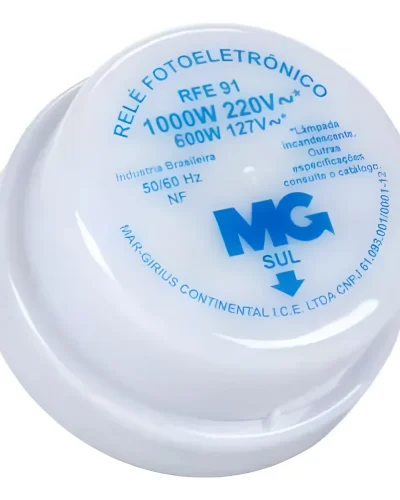 RELÉ FOTOELETRÔNICO
RFE 91
1000W 220V~*
600W 127V~*
Industria Brasileira
50/60 Hz
NF
*Lâmpada
incandescente.
Outras
especificações
consulte o catálogo.
MG
SUL
MAR-GIRIUS CONTINENTAL I.C.E. LTDA CNPJ 61.093.001/0001-12